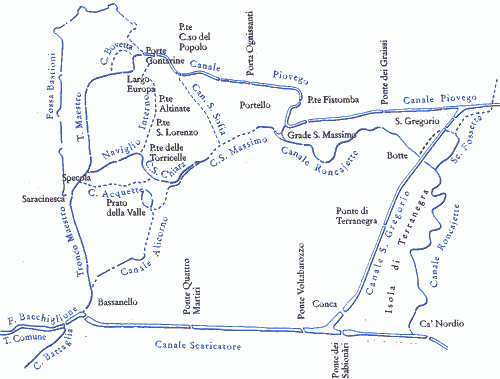 P.te
C.so del
Popolo
Porta Ognissanti
C. Bovetta
Porte
Contarine
Canale
Piovego
Ponte dei Graissi
Fossa Bastioni
T. Maestro
Largo
Europa
Interno
P.te
Altinate
P.te
S. Lorenzo
Can. S. Sofia
Portello
P.te Fistomba
Canale Piovego
S. Gregorio
Grade S. Massimo
Naviglio
P.te delle
Torricelle
C.S. Chiara
C.S. Massimo
Canale Roncajette
Botte
Sc. Fossetta
Specola
Saracinesca
C. Acquette
Prato
della Valle
Tronco Maestro
Canale Alicorno
Ponte di
Terranegra
Canale S. Gregorio
Isola di Terranegra
Canale Roncajette
Ponte Quattro
Martiri
Ponte Voltabarozzo
Bassanello
Conca
F. Bacchiglione
T. Comune
C. Battaglia
Canale Scaricatore
Ponte dei
Sabbionàri
Ca' Nordio